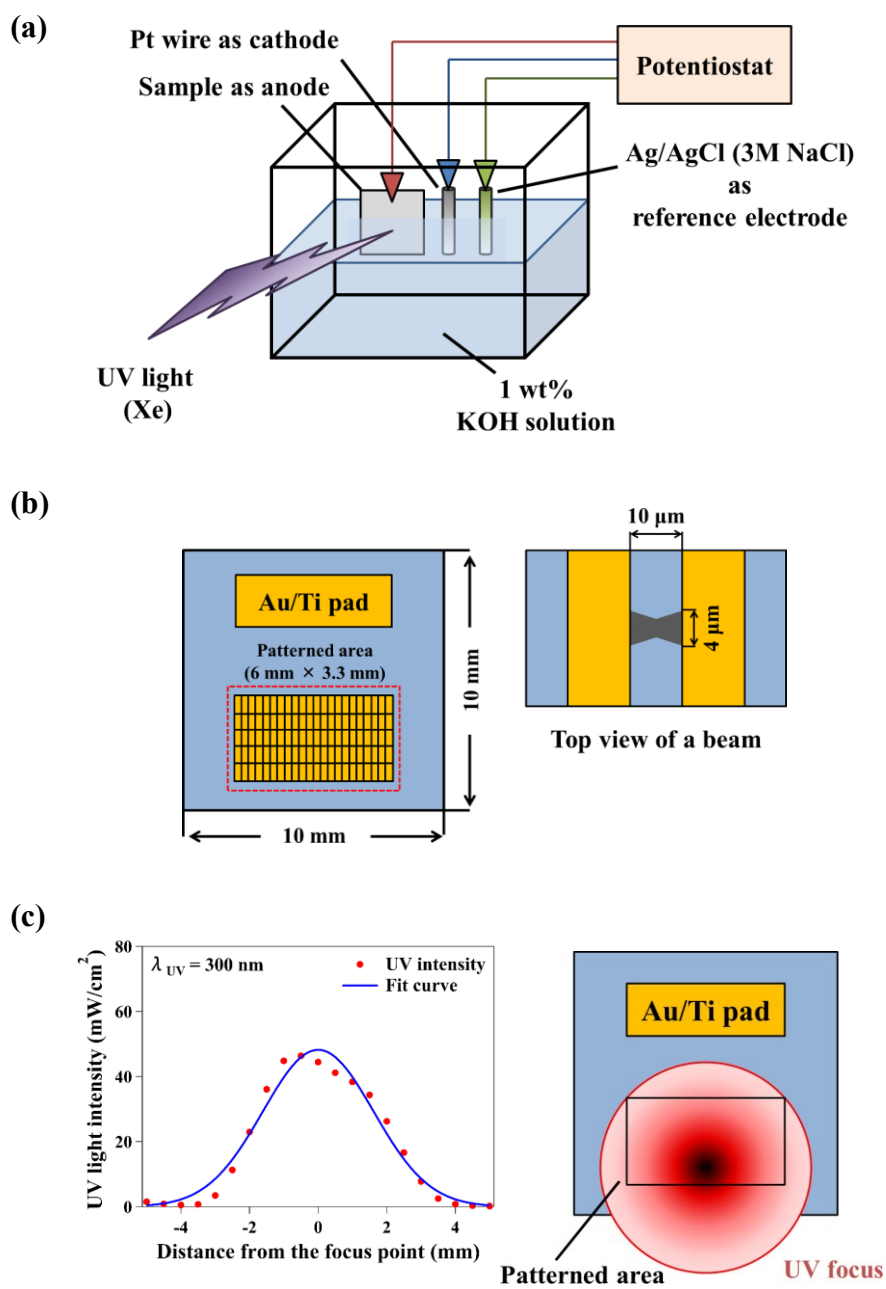 (a)
Pt wire as cathode
Sample as anode
Potentiostat
Ag/AgCl (3M NaCl)
as
reference electrode
UV light
(Xe)
1 wt%
KOH solution
(b)
Au/Ti pad
Patterned area
(6 mm × 3.3 mm)
10 mm
10 mm
10 μm
4 μm
Top view of a beam
(c)
UV light intensity (mW/cm²)
80
60
40
20
0
λ UV = 300 nm
UV intensity
Fit curve
-4
-2
0
2
4
Distance from the focus point (mm)
Au/Ti pad
Patterned area
UV focus